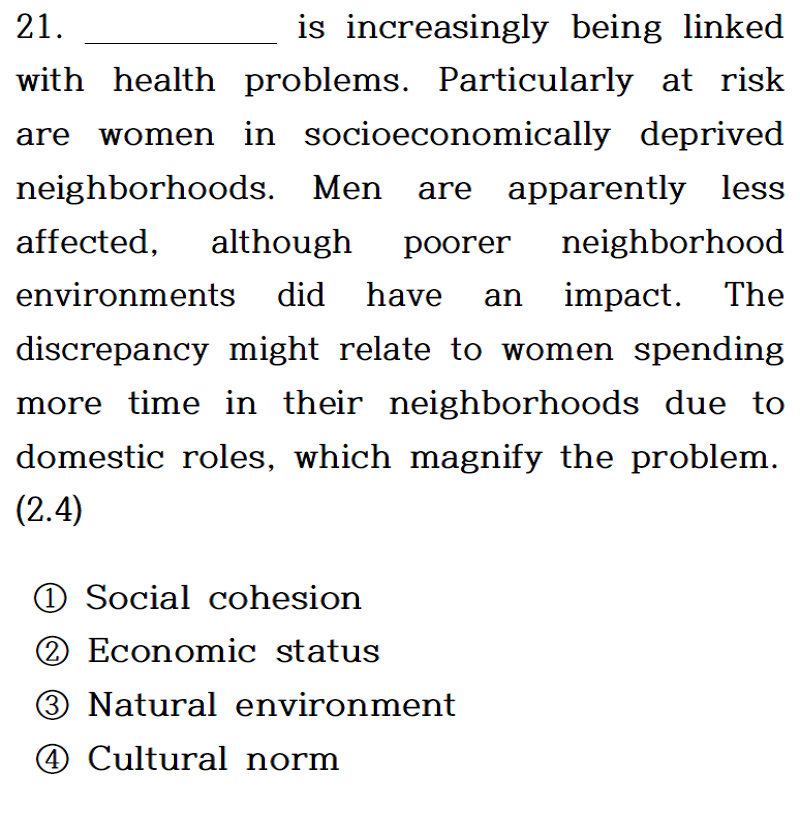 21. ___________ is increasingly being linked
with health problems. Particularly at risk
are women in socioeconomically deprived
neighborhoods. Men are apparently less
affected, although poorer neighborhood
environments did have an impact. The
discrepancy might relate to women spending
more time in their neighborhoods due to
domestic roles, which magnify the problem.
(2.4)
① Social cohesion
② Economic status
③ Natural environment
④ Cultural norm